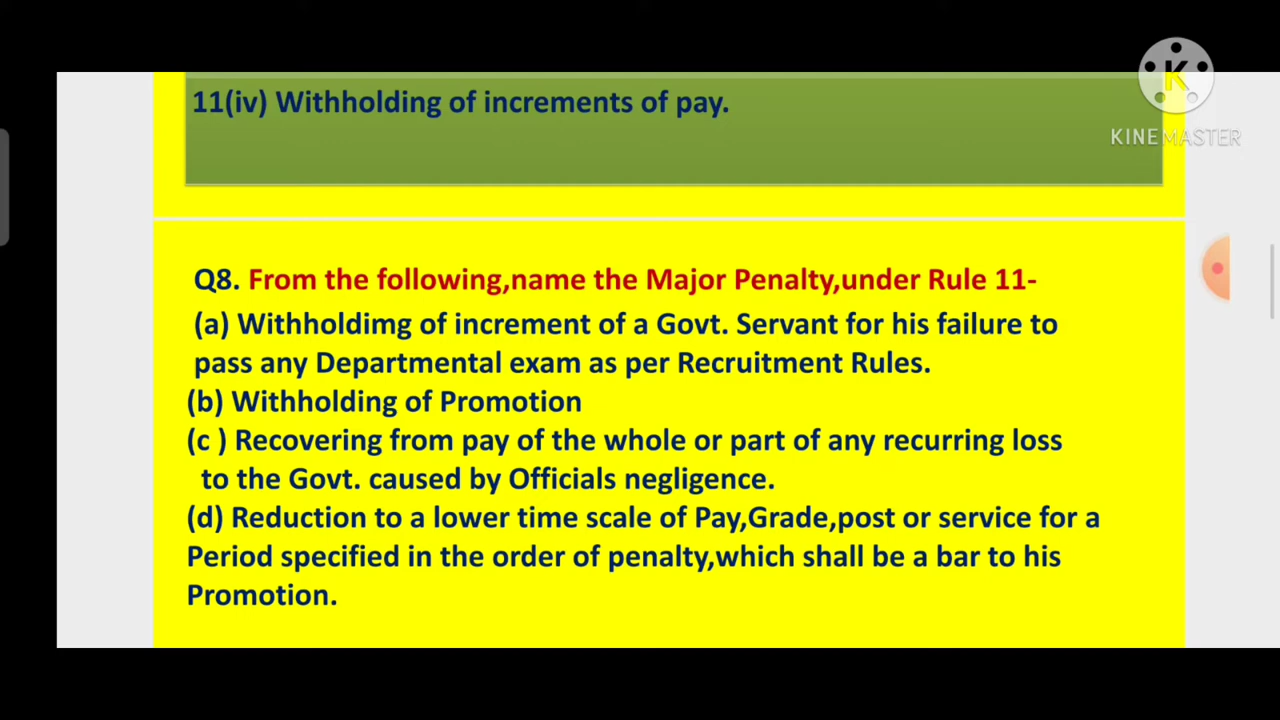 11(iv) Withholding of increments of pay.
K
KINEMASTER
Q8. From the following,name the Major Penalty,under Rule 11-
(a) Withholdimg of increment of a Govt. Servant for his failure to
pass any Departmental exam as per Recruitment Rules.
(b) Withholding of Promotion
(c ) Recovering from pay of the whole or part of any recurring loss
to the Govt. caused by Officials negligence.
(d) Reduction to a lower time scale of Pay,Grade,post or service for a
Period specified in the order of penalty,which shall be a bar to his
Promotion.